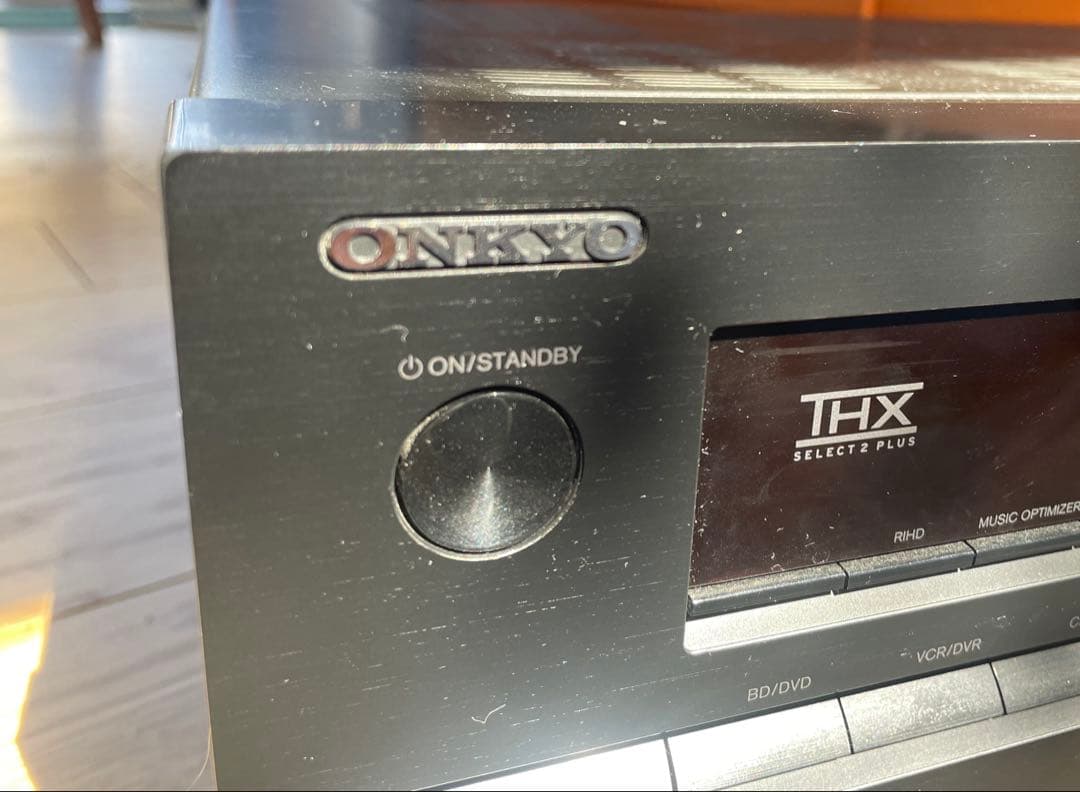 ONKYO
ON/STANDBY
THX
SELECT 2 PLUS
RIHD
MUSIC OPTIMIZER
VCR/DVR
BD/DVD